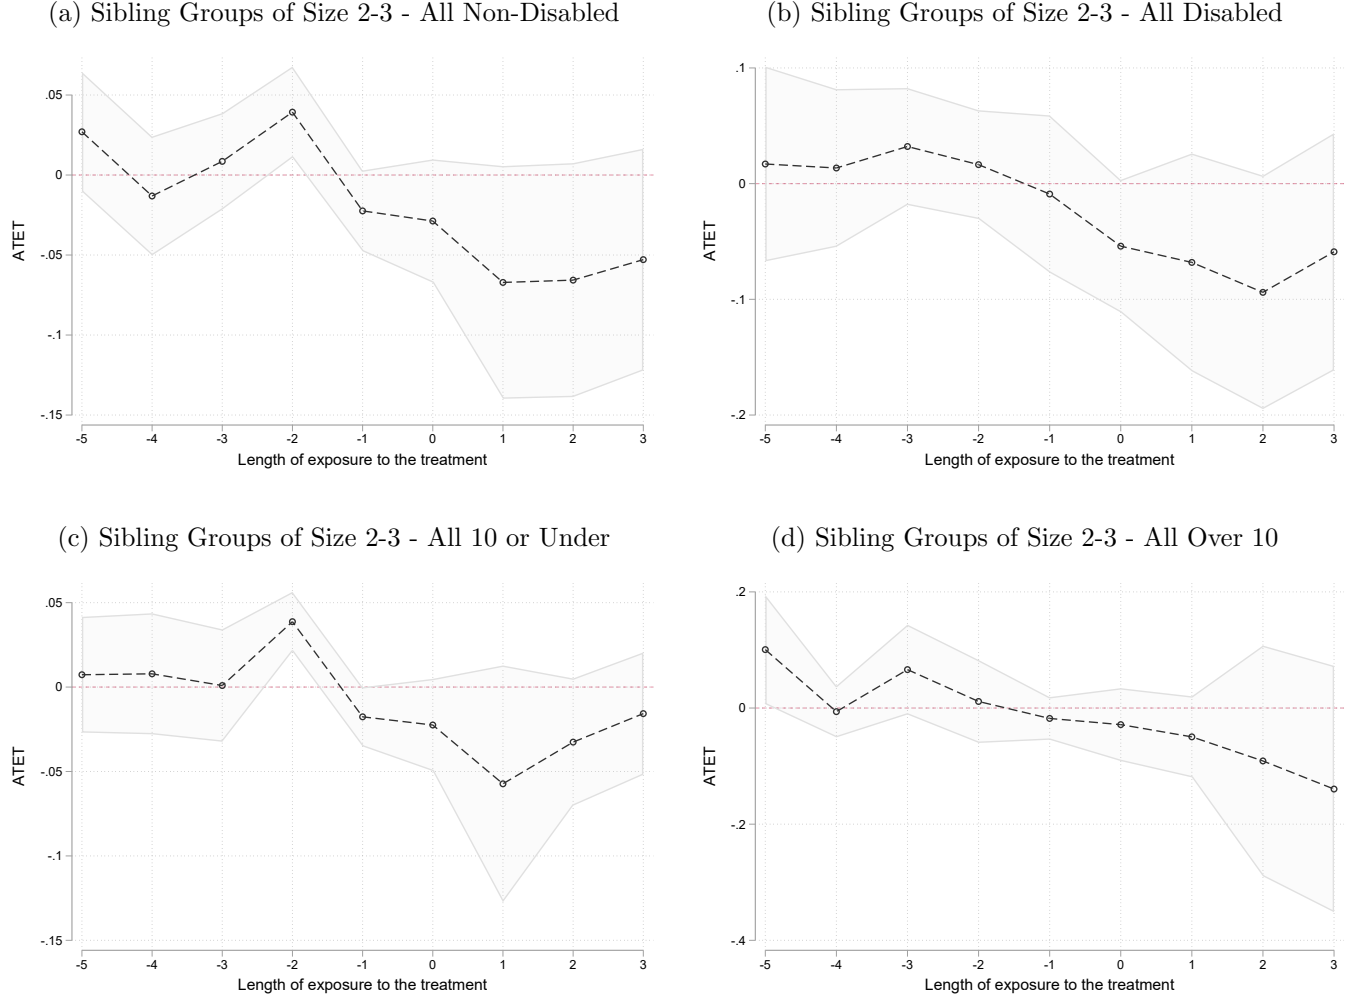 (a) Sibling Groups of Size 2-3 - All Non-Disabled
.05
0
-.05
-.1
-.15
ATET
-5 -4 -3 -2 -1 0 1 2 3
Length of exposure to the treatment
(b) Sibling Groups of Size 2-3 - All Disabled
.1
0
-.1
-.2
ATET
-5 -4 -3 -2 -1 0 1 2 3
Length of exposure to the treatment
(c) Sibling Groups of Size 2-3 - All 10 or Under
.05
0
-.05
-.1
-.15
ATET
-5 -4 -3 -2 -1 0 1 2 3
Length of exposure to the treatment
(d) Sibling Groups of Size 2-3 - All Over 10
.2
0
-.2
-.4
ATET
-5 -4 -3 -2 -1 0 1 2 3
Length of exposure to the treatment